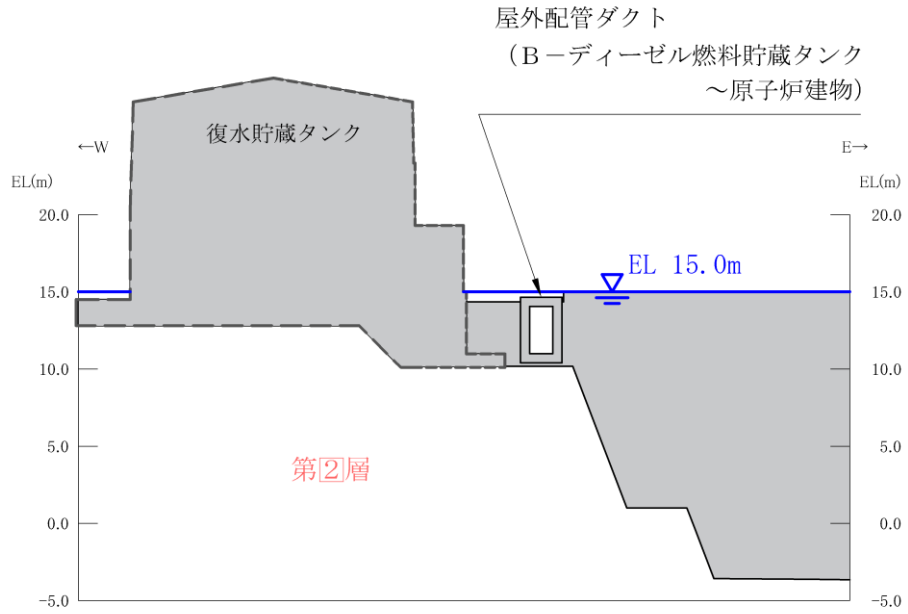 屋外配管ダクト
（Ｂ－ディーゼル燃料貯蔵タンク
～原子炉建物）
復水貯蔵タンク
←W
E→
EL(m)
EL(m)
20.0
20.0
EL 15.0m
15.0
15.0
10.0
10.0
5.0
5.0
第2層
0.0
0.0
-5.0
-5.0